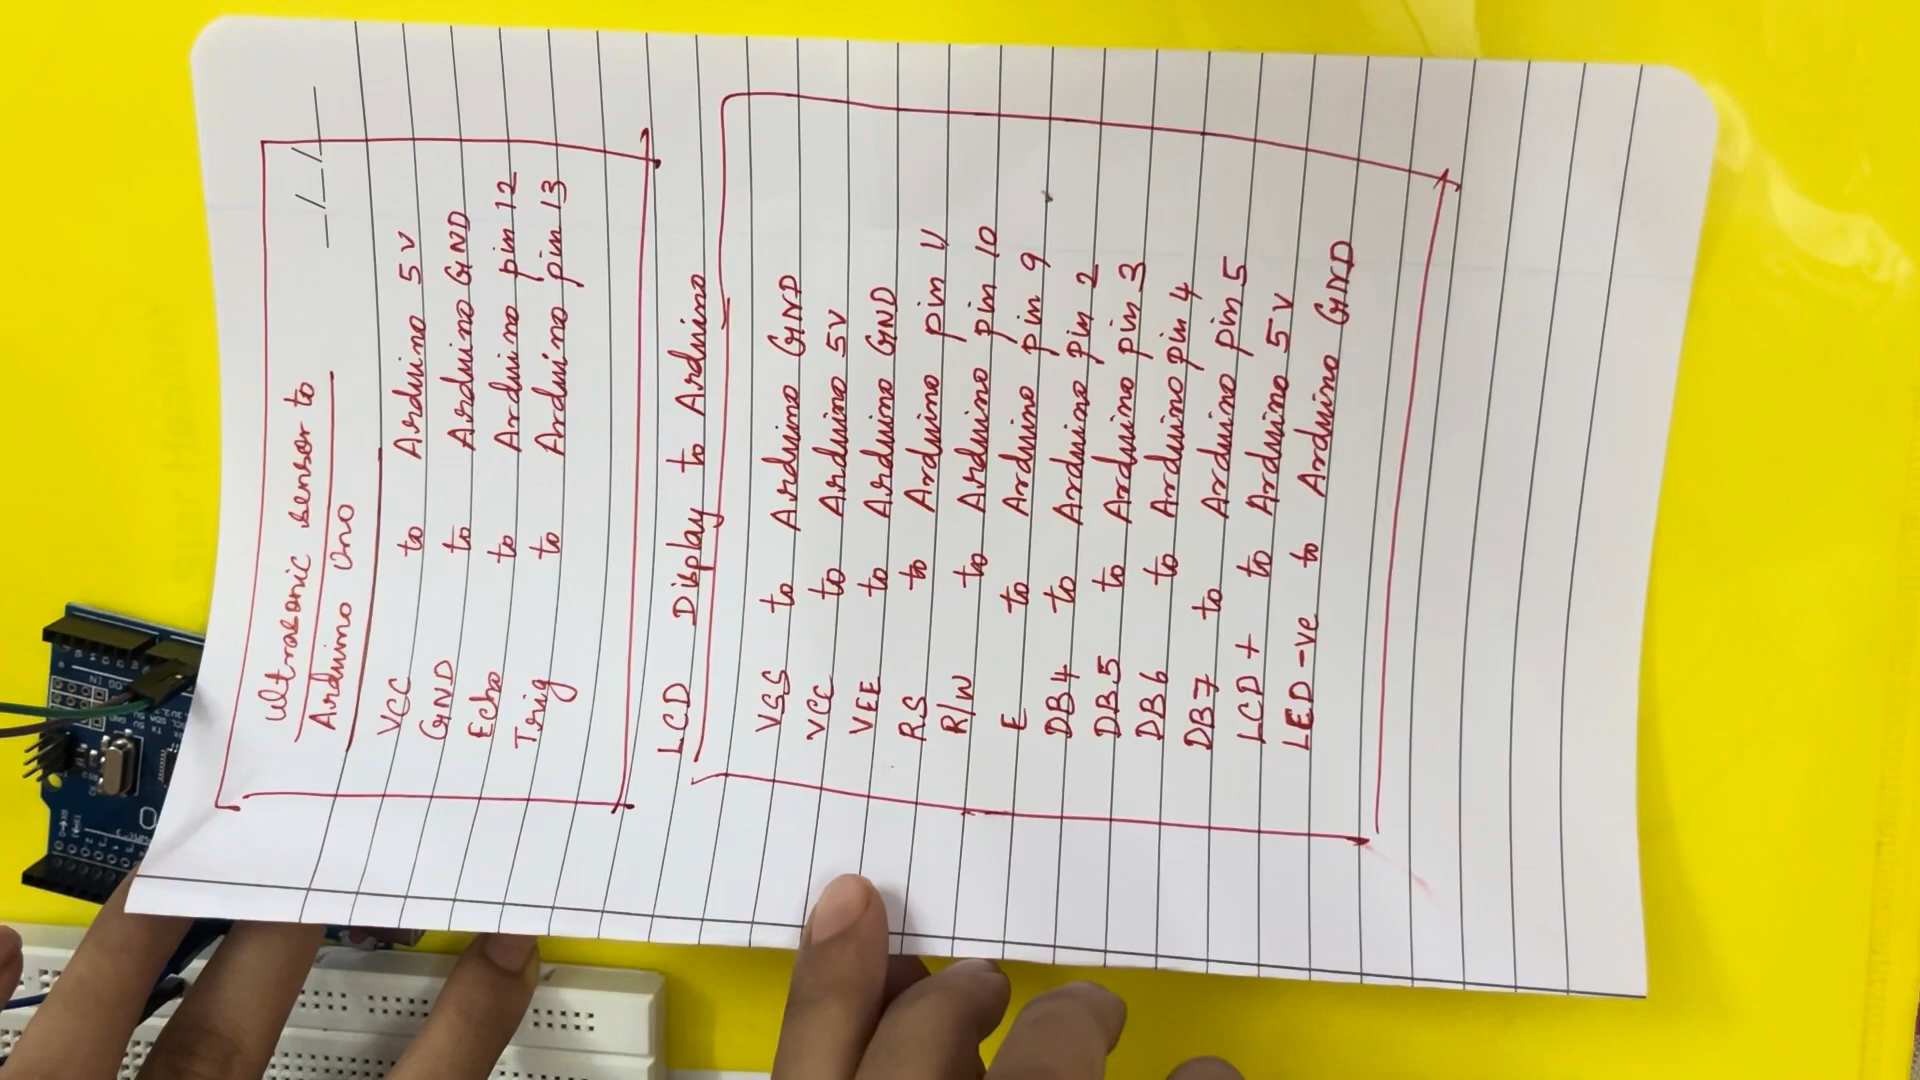 Ultrasonic sensor to
Arduino Uno
VCC to Arduino 5V
GND to Arduino GND
Echo to Arduino pin 12
Trig to Arduino pin 13
LCD Display to Arduino
VSS to Arduino GND
VCC to Arduino 5V
VEE to Arduino GND
RS to Arduino pin 11
R/W to Arduino pin 10
E to Arduino pin 9
DB4 to Arduino pin 2
DB5 to Arduino pin 3
DB6 to Arduino pin 4
DB7 to Arduino pin 5
LCD + to Arduino 5V
LED -ve to Arduino GND